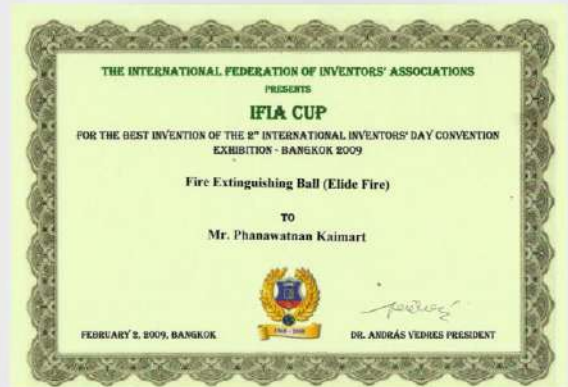 THE INTERNATIONAL FEDERATION OF INVENTORS' ASSOCIATIONS
PRESENTS
IFIA CUP
FOR THE BEST INVENTION OF THE 2ⁿᵈ INTERNATIONAL INVENTORS' DAY CONVENTION
EXHIBITION - BANGKOK 2009
Fire Extinguishing Ball (Elide Fire)
TO
Mr. Phanawatnan Kaimart
FEBRUARY 2, 2009, BANGKOK
DR. ANDRÁS VEDRES PRESIDENT